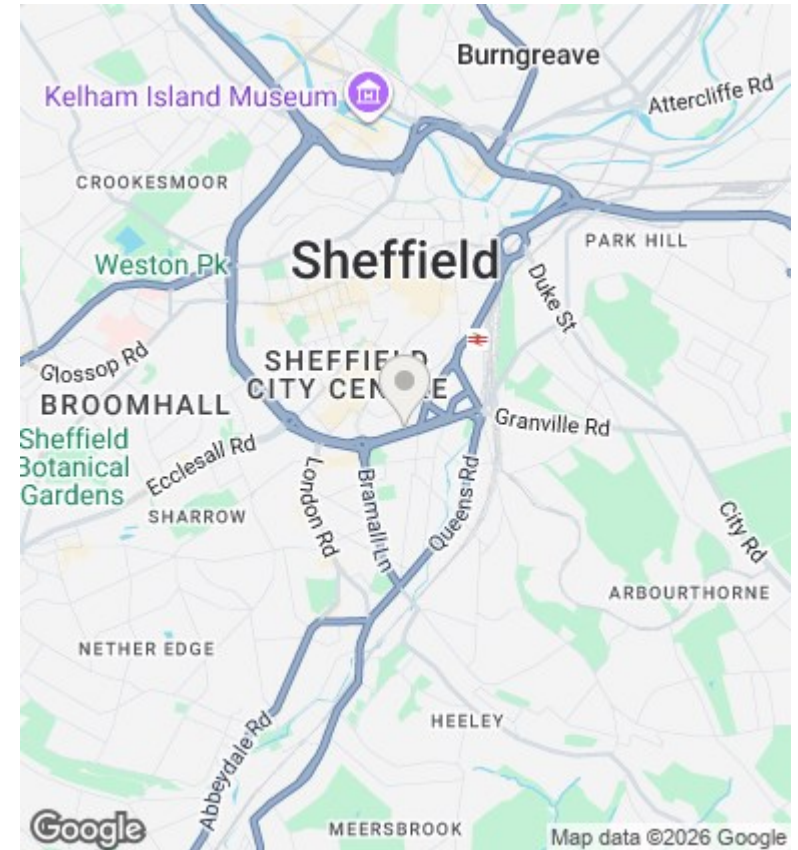 Burngreave
Kelham Island Museum
Attercliffe Rd
CROOKESMOOR
PARK HILL
Sheffield
Weston Pk
Duke St
Glossop Rd
SHEFFIELD
CITY CENTRE
BROOMHALL
Granville Rd
Sheffield
Botanical
Gardens
Ecclesall Rd
London Rd
Bramall Ln
Queens Rd
City Rd
SHARROW
ARBOURTHORNE
NETHER EDGE
HEELEY
Abbeydale Rd
MEERSBROOK
Google
Map data ©2026 Google